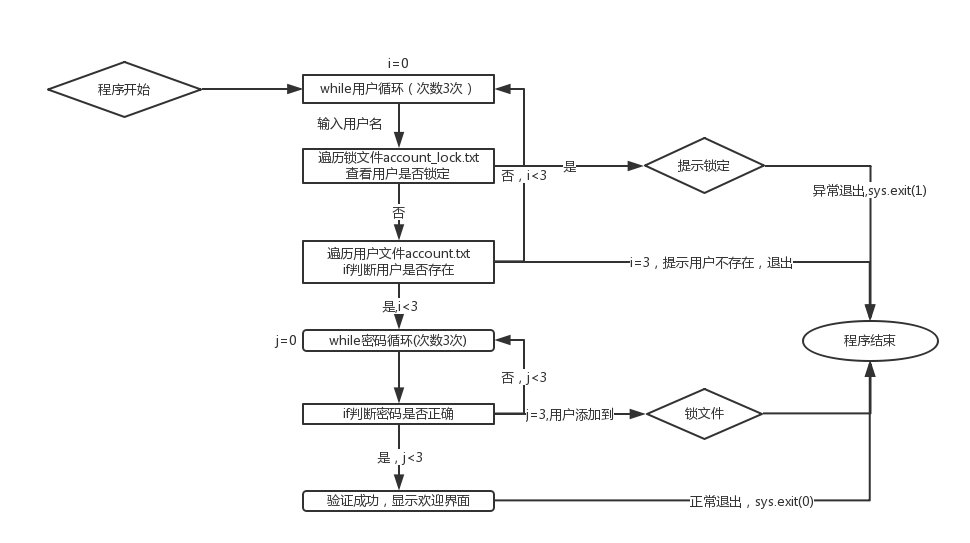 i=0
程序开始
while用户循环（次数3次）
输入用户名
遍历锁文件account_lock.txt
查看用户是否锁定
是
提示锁定
否，i<3
异常退出,sys.exit(1)
否
遍历用户文件account.txt
if判断用户是否存在
i=3，提示用户不存在，退出
是,i<3
j=0
while密码循环(次数3次)
程序结束
否，j<3
if判断密码是否正确
j=3,用户添加到
锁文件
是，j<3
验证成功，显示欢迎界面
正常退出，sys.exit(0)